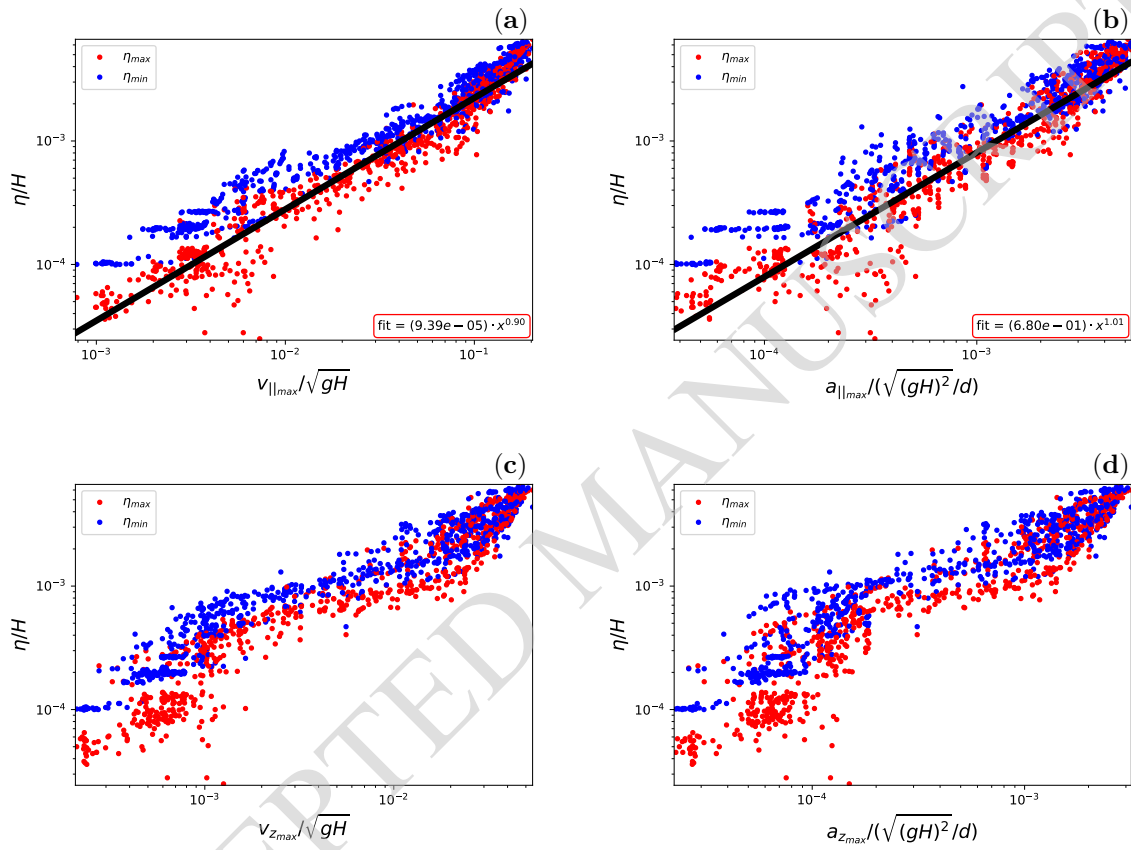 (a)
η_max
η_min
10⁻³
10⁻⁴
η/H
10⁻³
10⁻²
10⁻¹
fit = (9.39e−05) · x^0.90
v_||max/√gH
(b)
η_max
η_min
10⁻³
10⁻⁴
η/H
10⁻⁴
10⁻³
fit = (6.80e−01) · x^1.01
a_||max/(√(gH)²/d)
(c)
η_max
η_min
10⁻³
10⁻⁴
η/H
10⁻³
10⁻²
v_zmax/√gH
(d)
η_max
η_min
10⁻³
10⁻⁴
η/H
10⁻⁴
10⁻³
a_zmax/(√(gH)²/d)
EPTED MANUSCRIPT